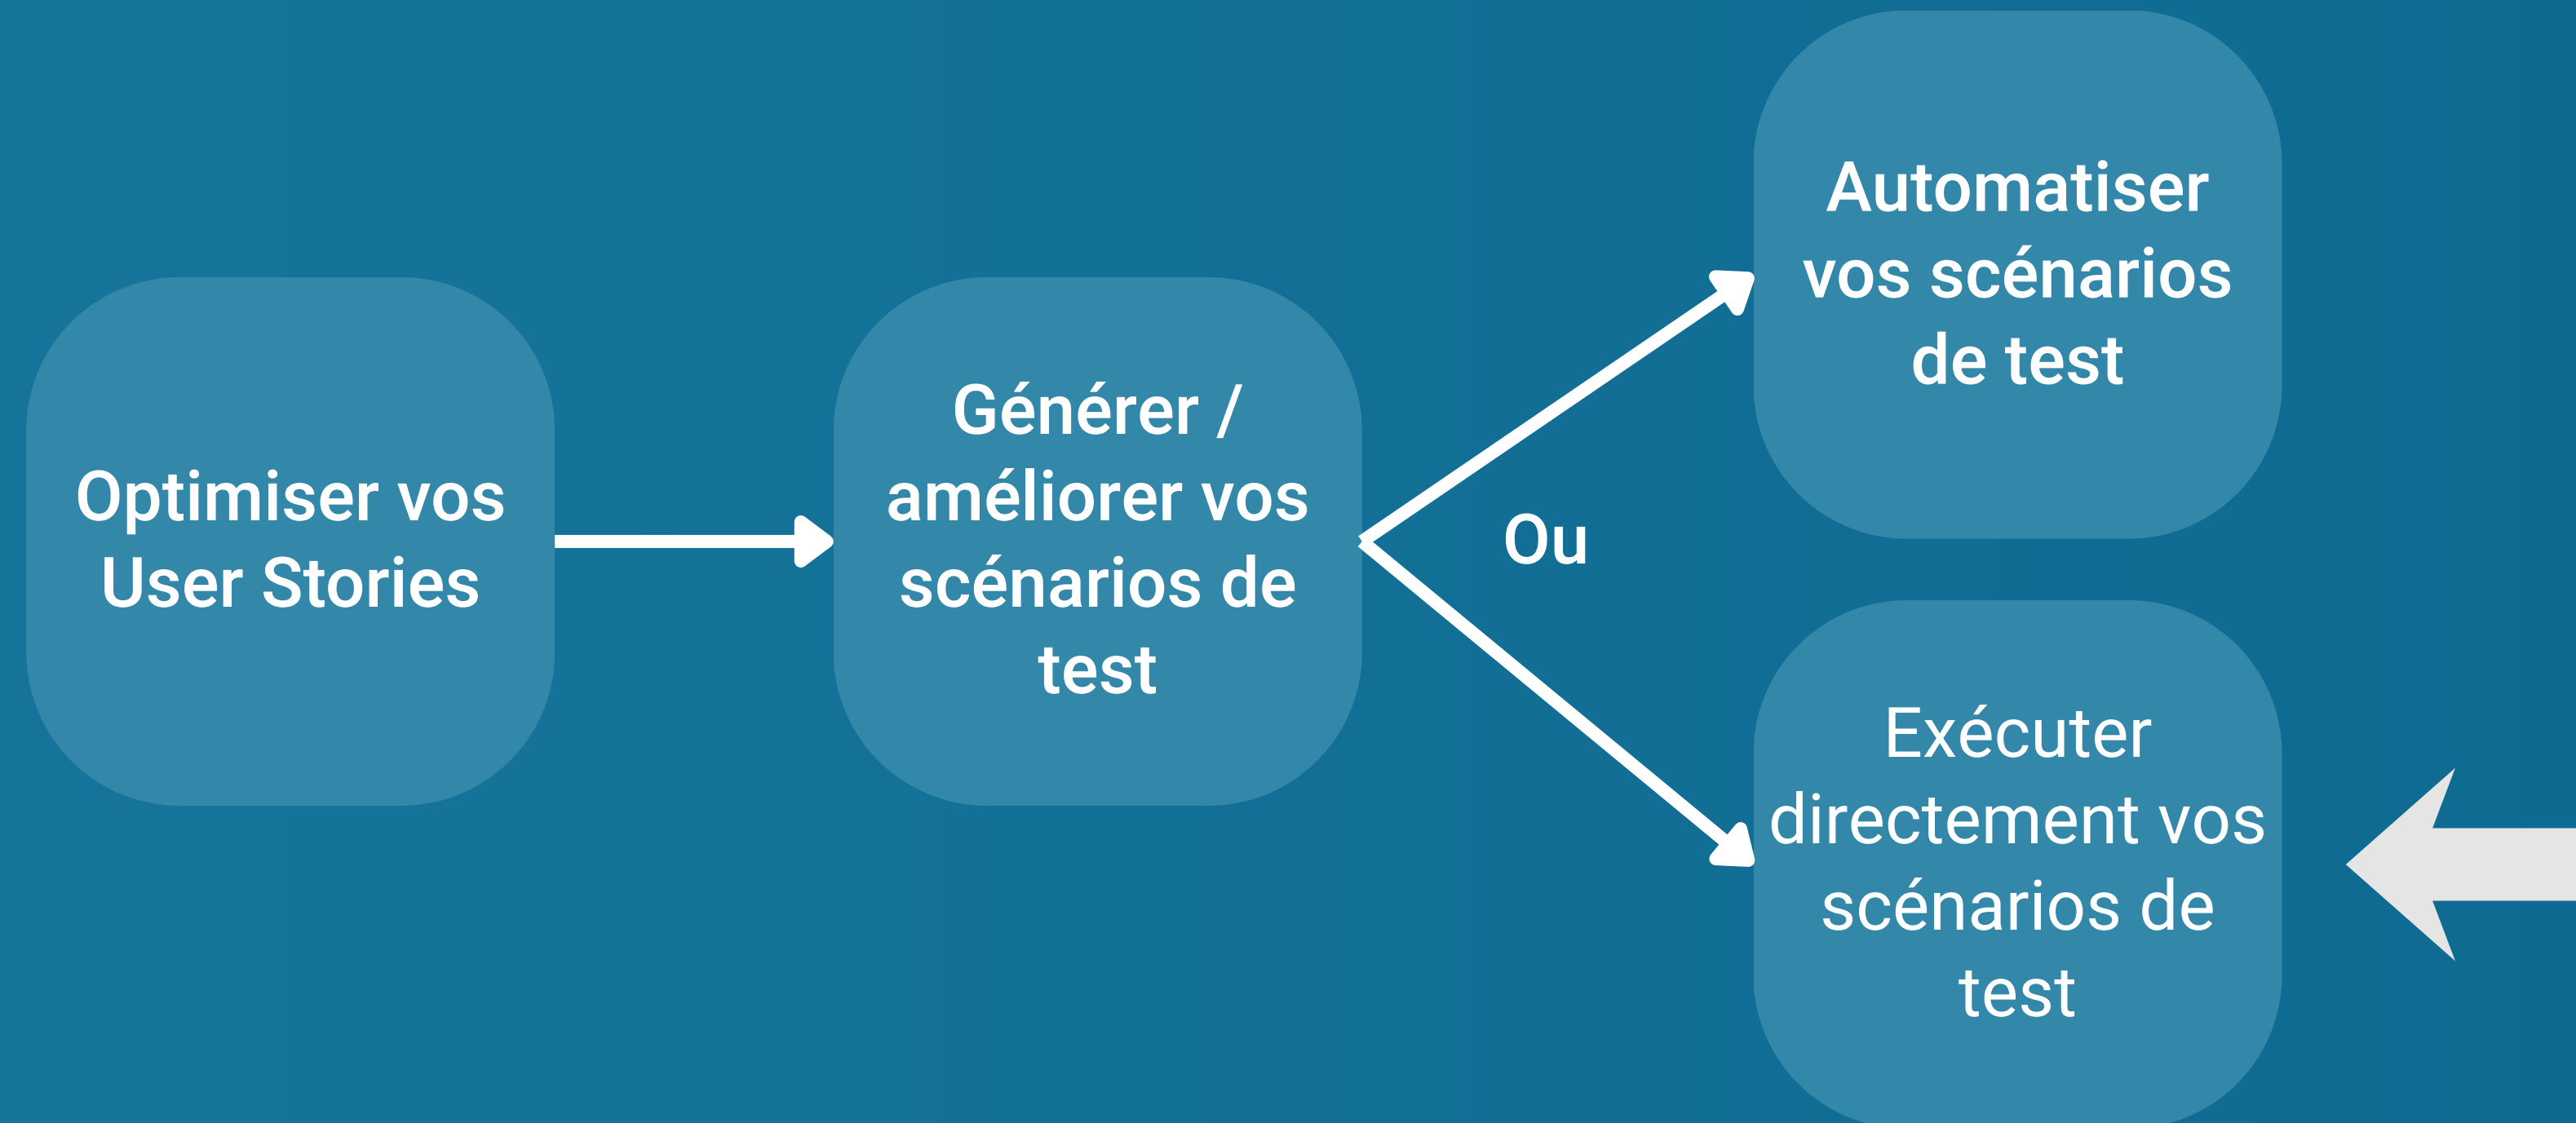 Optimiser vos
User Stories
Générer /
améliorer vos
scénarios de
test
Ou
Automatiser
vos scénarios
de test
Exécuter
directement vos
scénarios de
test